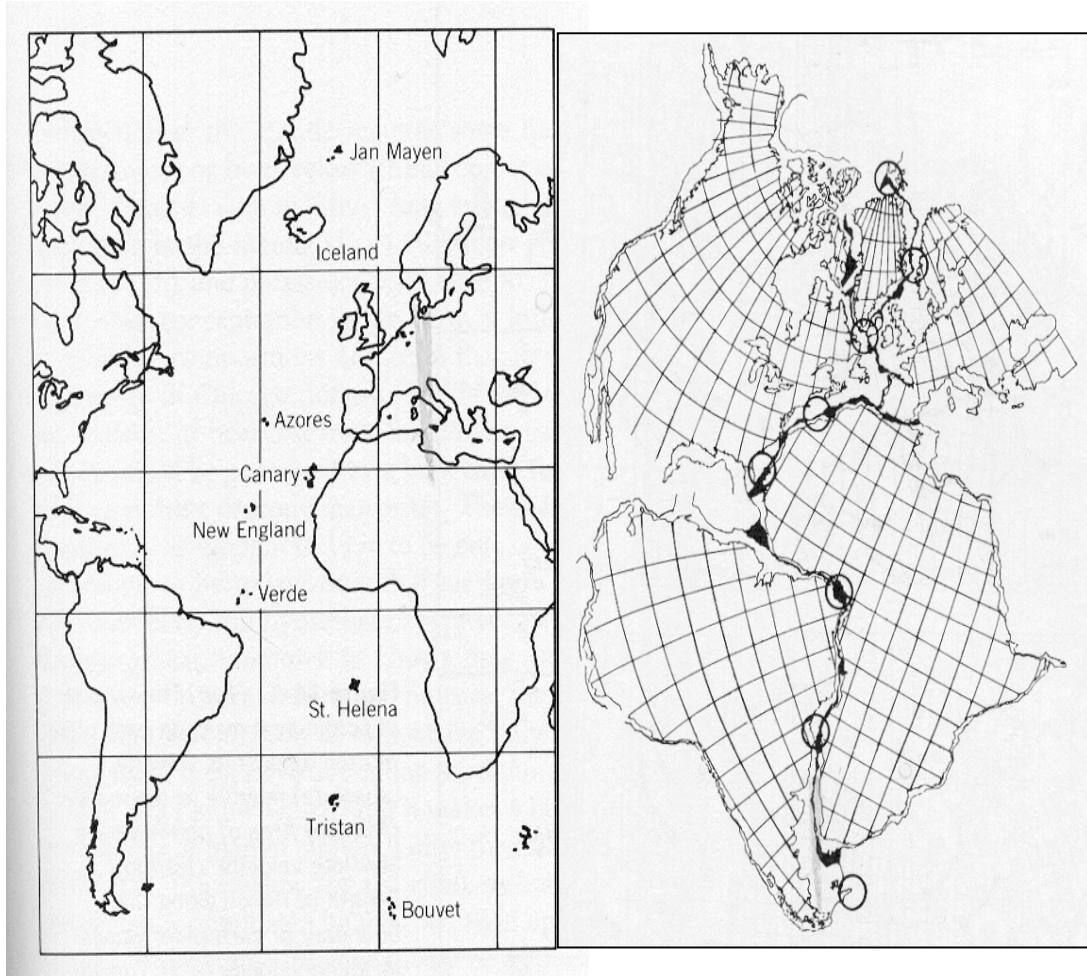 Jan Mayen
Iceland
Azores
Canary
New England
Verde
St. Helena
Tristan
Bouvet